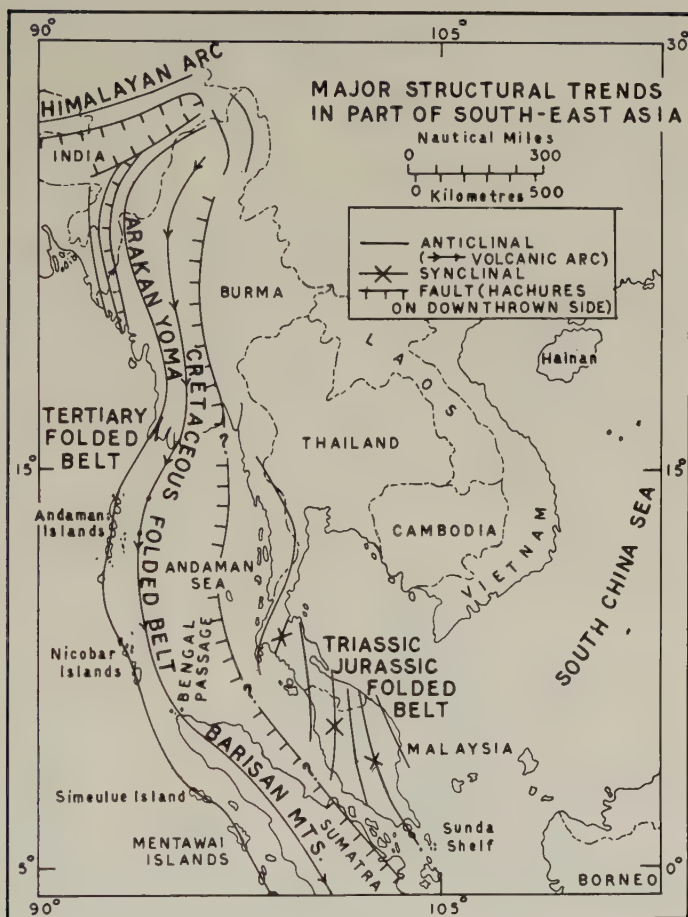 90°
105°
30°
HIMALAYAN ARC
MAJOR STRUCTURAL TRENDS
IN PART OF SOUTH-EAST ASIA
Nautical Miles
0 300
0 500
Kilometres
INDIA
ANTICLINAL
(VOLCANIC ARC)
SYNCLINAL
FAULT (HACHURES
ON DOWNTHROWN SIDE)
ARAKAN YOMA
BURMA
LAOS
Hainan
CRETACEOUS FOLDED BELT
TERTIARY
FOLDED
BELT
?
THAILAND
15°
15°
Andaman
Islands
CAMBODIA
VIETNAM
SOUTH CHINA SEA
ANDAMAN
SEA
BENGAL
PASSAGE
Nicobar
Islands
TRIASSIC
JURASSIC
FOLDED
BELT
BARISAN MTS.
MALAYSIA
?
Simeulue Island
SUMATRA
MENTAWAI
ISLANDS
Sunda
Shelf
5°
0°
BORNEO
90°
105°